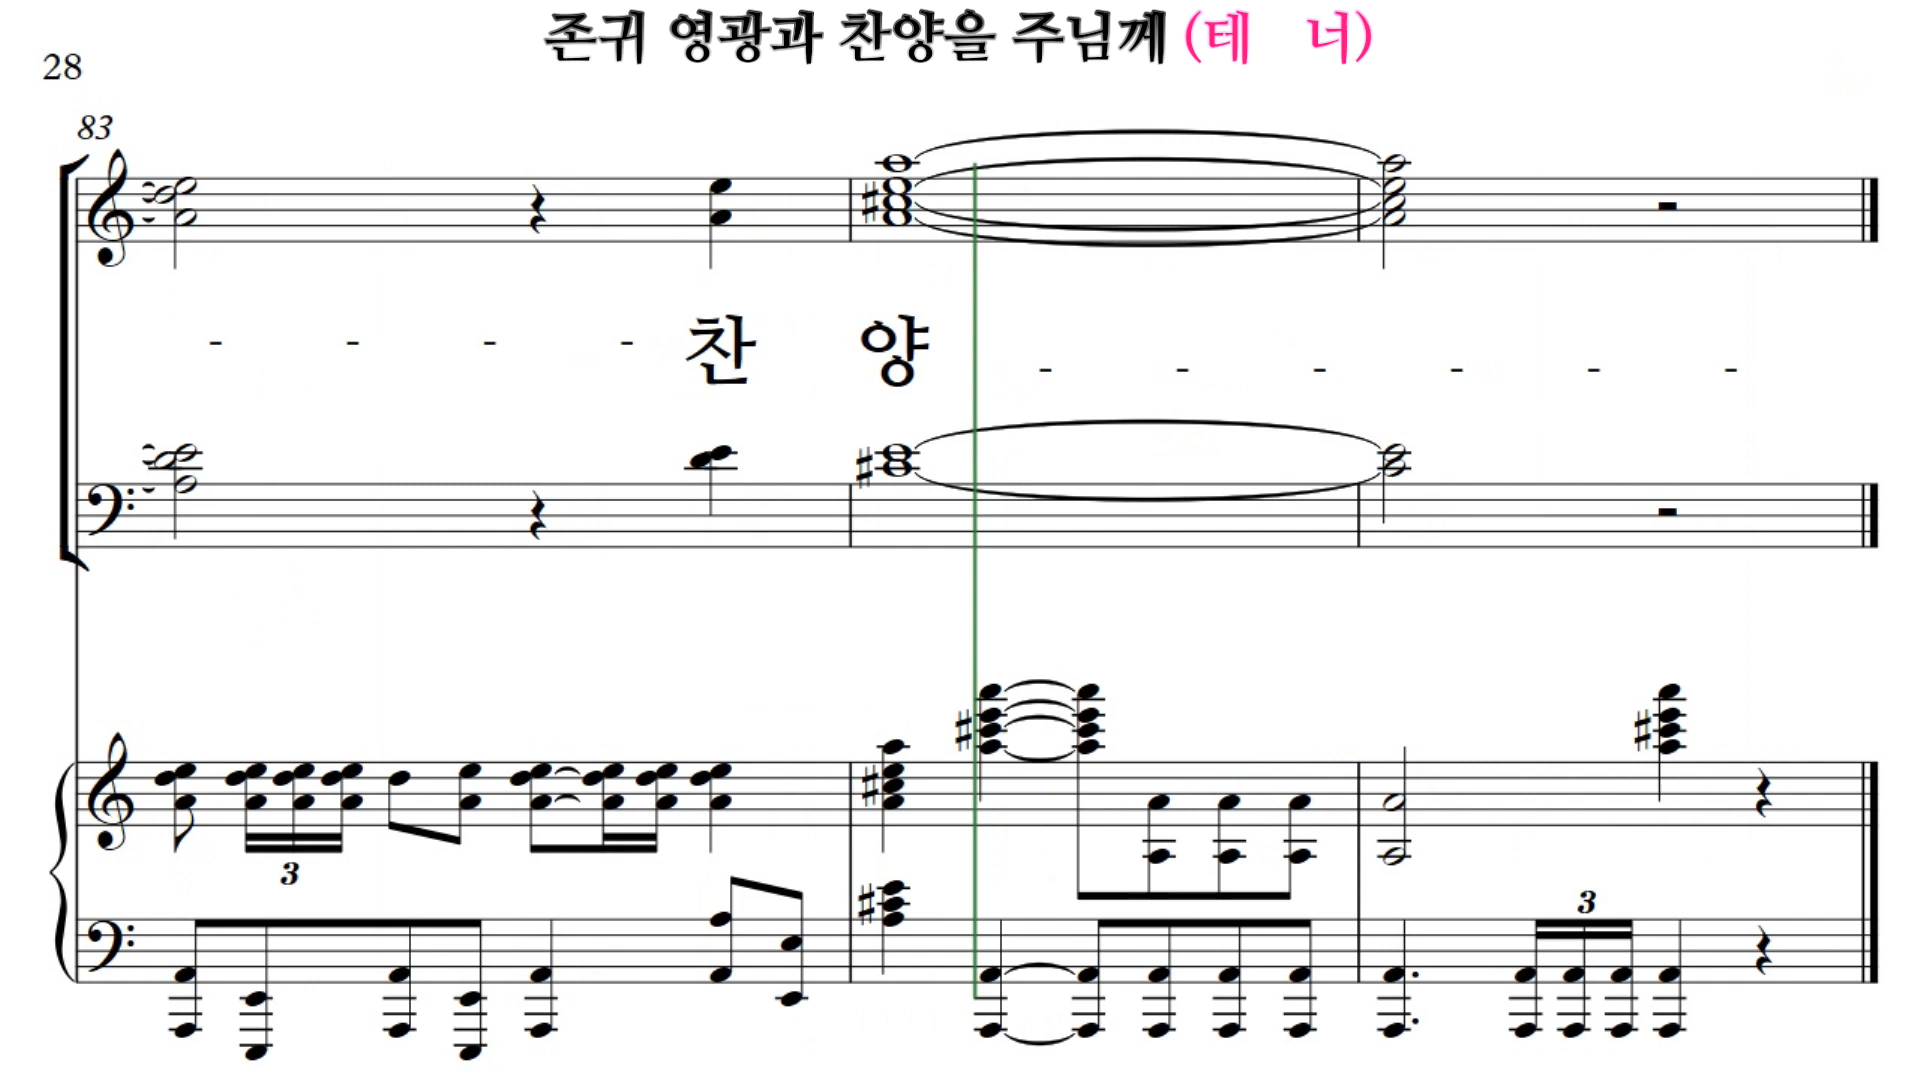 존귀 영광과 찬양을 주님께 (테 너)
28
83
- - - - 찬 양 - - - - - -
3
3